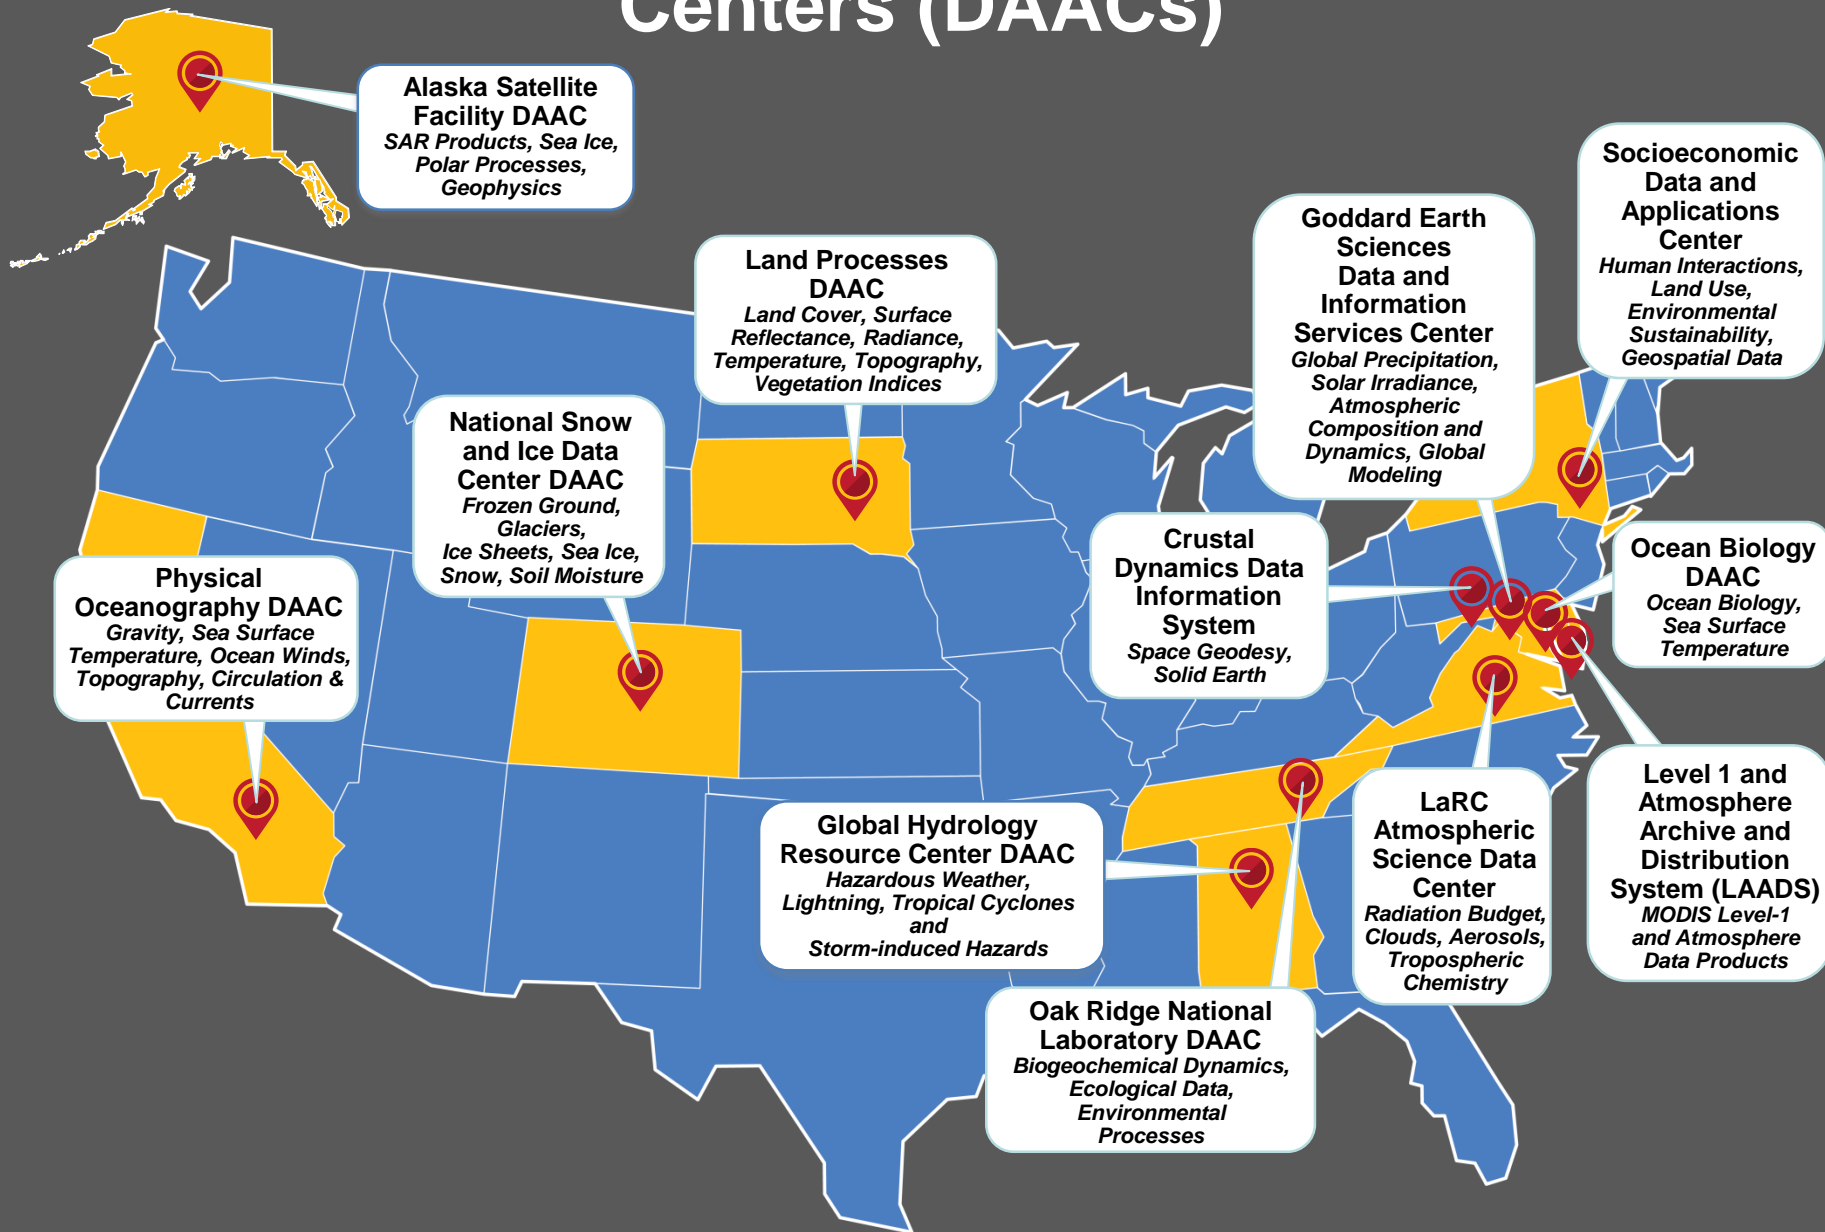 Centers (DAACs)
Alaska Satellite
Facility DAAC
SAR Products, Sea Ice,
Polar Processes,
Geophysics
Socioeconomic
Data and
Applications
Center
Human Interactions,
Land Use,
Environmental
Sustainability,
Geospatial Data
Goddard Earth
Sciences
Data and
Information
Services Center
Global Precipitation,
Solar Irradiance,
Atmospheric
Composition and
Dynamics, Global
Modeling
Land Processes
DAAC
Land Cover, Surface
Reflectance, Radiance,
Temperature, Topography,
Vegetation Indices
National Snow
and Ice Data
Center DAAC
Frozen Ground,
Glaciers,
Ice Sheets, Sea Ice,
Snow, Soil Moisture
Crustal
Dynamics Data
Information
System
Space Geodesy,
Solid Earth
Ocean Biology
DAAC
Ocean Biology,
Sea Surface
Temperature
Physical
Oceanography DAAC
Gravity, Sea Surface
Temperature, Ocean Winds,
Topography, Circulation &
Currents
Global Hydrology
Resource Center DAAC
Hazardous Weather,
Lightning, Tropical Cyclones
and
Storm-induced Hazards
LaRC
Atmospheric
Science Data
Center
Radiation Budget,
Clouds, Aerosols,
Tropospheric
Chemistry
Level 1 and
Atmosphere
Archive and
Distribution
System (LAADS)
MODIS Level-1
and Atmosphere
Data Products
Oak Ridge National
Laboratory DAAC
Biogeochemical Dynamics,
Ecological Data,
Environmental
Processes